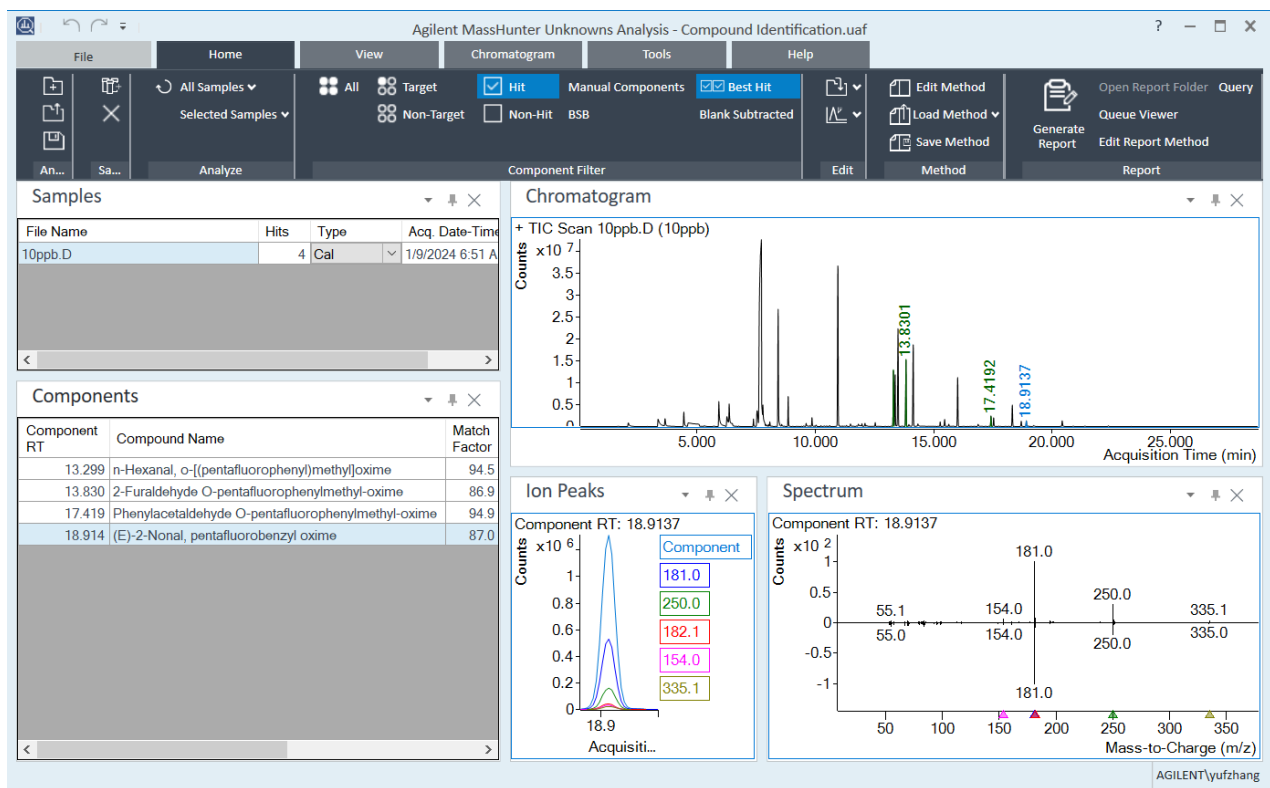 Agilent MassHunter Unknowns Analysis - Compound Identification.uaf
?
File Home View Chromatogram Tools Help
All Samples All Target Hit Manual Components Best Hit Edit Method Open Report Folder Query
Selected Samples Non-Target Non-Hit BSB Blank Subtracted Load Method Generate Report Queue Viewer
Save Method Edit Report Method
An... Sa... Analyze Component Filter Edit Method Report
Samples
File Name Hits Type Acq. Date-Time
10ppb.D 4 Cal 1/9/2024 6:51 A
Components
Component RT Compound Name Match Factor
13.299 n-Hexanal, o-[(pentafluorophenyl)methyl]oxime 94.5
13.830 2-Furaldehyde O-pentafluorophenylmethyl-oxime 86.9
17.419 Phenylacetaldehyde O-pentafluorophenylmethyl-oxime 94.9
18.914 (E)-2-Nonal, pentafluorobenzyl oxime 87.0
Chromatogram
+ TIC Scan 10ppb.D (10ppb)
Counts
x10 7
3.5
3
2.5
2
1.5
1
0.5
0
13.8301
17.4192
18.9137
5.000 10.000 15.000 20.000 25.000
Acquisition Time (min)
Ion Peaks
Component RT: 18.9137
Counts
x10 6
1
0.8
0.6
0.4
0.2
0
Component
181.0
250.0
182.1
154.0
335.1
18.9
Acquisiti...
Spectrum
Component RT: 18.9137
Counts
x10 2
1
0.5
0
-0.5
-1
181.0
250.0
55.1 154.0 335.1
55.0 154.0 250.0 335.0
181.0
50 100 150 200 250 300 350
Mass-to-Charge (m/z)
AGILENT\yufzhang